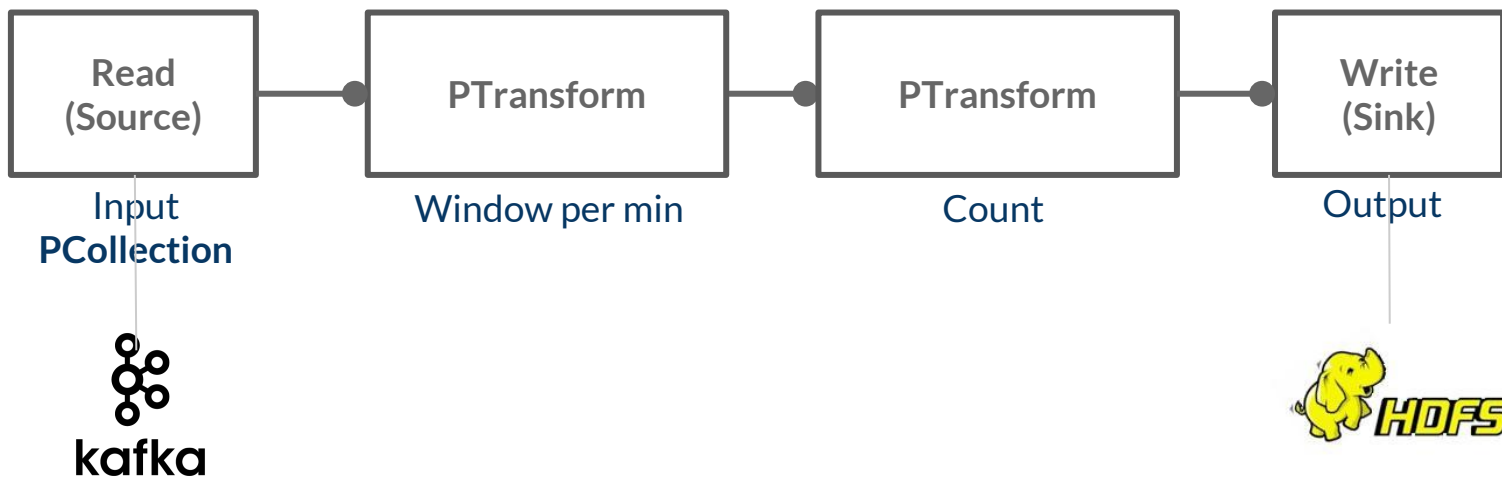 Read
(Source)
PTransform
PTransform
Write
(Sink)
Input
PCollection
Window per min
Count
Output
kafka
HDFS